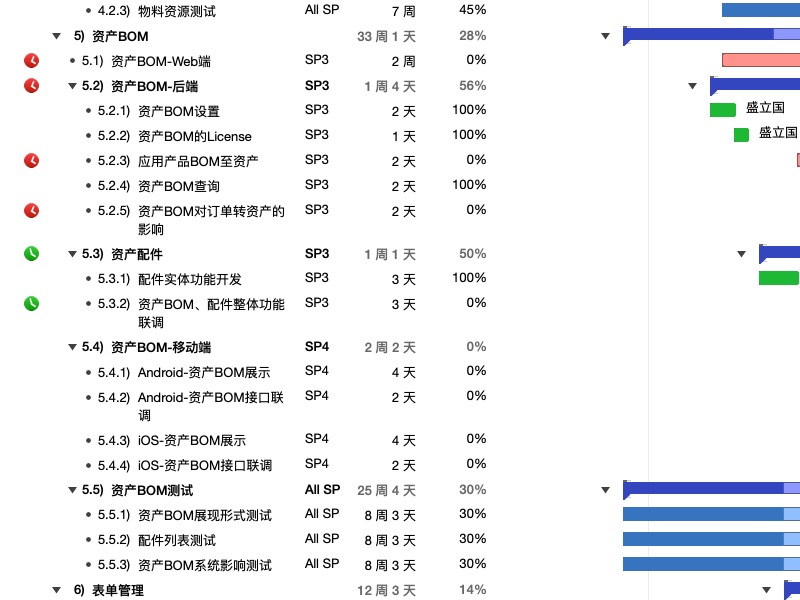 4.2.3) 物料资源测试 All SP 7 周 45%
5) 资产BOM 33 周 1 天 28%
5.1) 资产BOM-Web端 SP3 2 周 0%
5.2) 资产BOM-后端 SP3 1 周 4 天 56%
5.2.1) 资产BOM设置 SP3 2 天 100% 盛立国
5.2.2) 资产BOM的License SP3 1 天 100% 盛立国
5.2.3) 应用产品BOM至资产 SP3 2 天 0%
5.2.4) 资产BOM查询 SP3 2 天 100%
5.2.5) 资产BOM对订单转资产的 SP3 2 天 0%
影响
5.3) 资产配件 SP3 1 周 1 天 50%
5.3.1) 配件实体功能开发 SP3 3 天 100%
5.3.2) 资产BOM、配件整体功能 SP3 3 天 0%
联调
5.4) 资产BOM-移动端 SP4 2 周 2 天 0%
5.4.1) Android-资产BOM展示 SP4 4 天 0%
5.4.2) Android-资产BOM接口联 SP4 2 天 0%
调
5.4.3) iOS-资产BOM展示 SP4 4 天 0%
5.4.4) iOS-资产BOM接口联调 SP4 2 天 0%
5.5) 资产BOM测试 All SP 25 周 4 天 30%
5.5.1) 资产BOM展现形式测试 All SP 8 周 3 天 30%
5.5.2) 配件列表测试 All SP 8 周 3 天 30%
5.5.3) 资产BOM系统影响测试 All SP 8 周 3 天 30%
6) 表单管理 12 周 3 天 14%